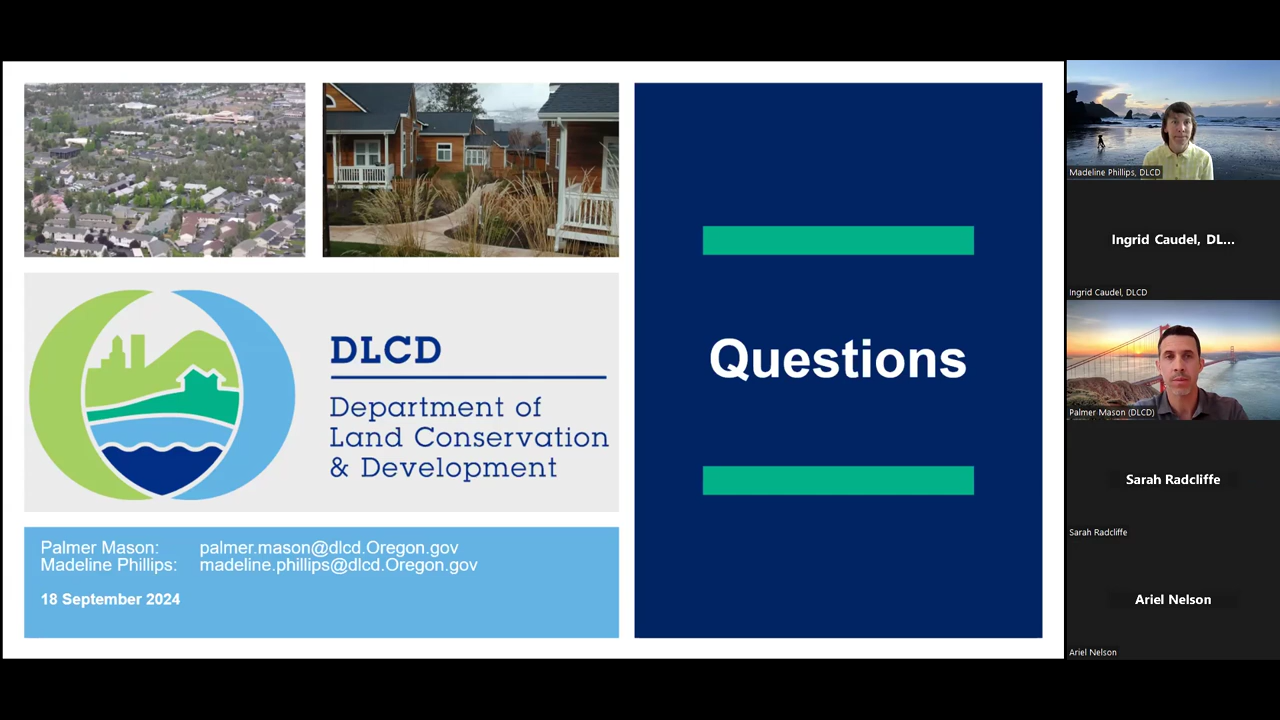 DLCD
Department of
Land Conservation
& Development
Palmer Mason: palmer.mason@dlcd.Oregon.gov
Madeline Phillips: madeline.phillips@dlcd.Oregon.gov
18 September 2024
Questions
Madeline Phillips, DLCD
Ingrid Caudel, DL...
Ingrid Caudel, DLCD
Palmer Mason (DLCD)
Sarah Radcliffe
Sarah Radcliffe
Ariel Nelson
Ariel Nelson